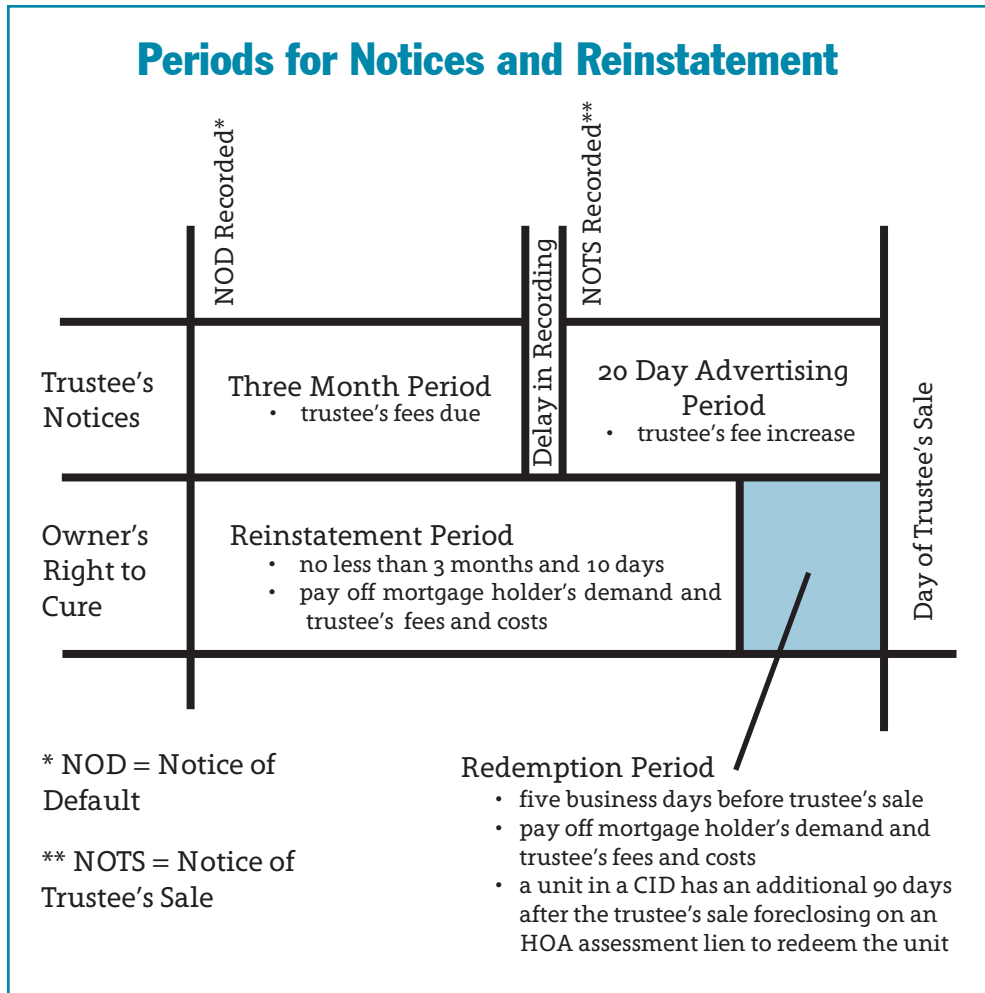 Periods for Notices and Reinstatement
NOD Recorded*
Delay in Recording
NOTS Recorded**
Trustee's
Notices
Three Month Period
• trustee's fees due
20 Day Advertising
Period
• trustee's fee increase
Day of Trustee's Sale
Owner's
Right to
Cure
Reinstatement Period
• no less than 3 months and 10 days
• pay off mortgage holder's demand and
trustee's fees and costs
* NOD = Notice of
Default
** NOTS = Notice of
Trustee's Sale
Redemption Period
• five business days before trustee's sale
• pay off mortgage holder's demand and
trustee's fees and costs
• a unit in a CID has an additional 90 days
after the trustee's sale foreclosing on an
HOA assessment lien to redeem the unit